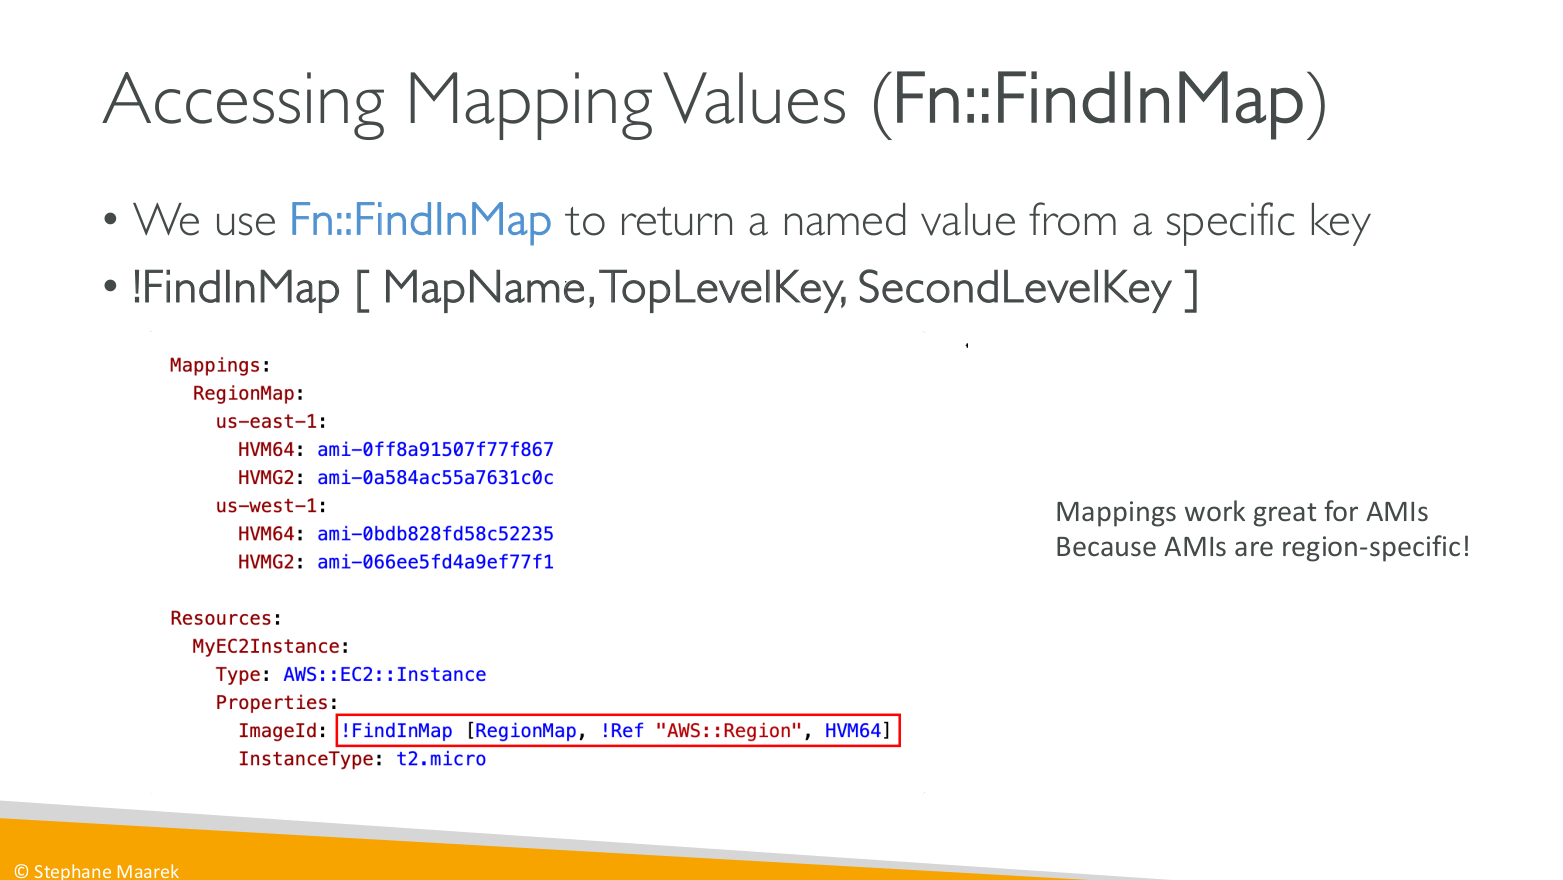 Accessing Mapping Values (Fn::FindInMap)
• We use Fn::FindInMap to return a named value from a specific key
• !FindInMap [ MapName, TopLevelKey, SecondLevelKey ]
Mappings:
  RegionMap:
    us-east-1:
      HVM64: ami-0ff8a91507f77f867
      HVMG2: ami-0a584ac55a7631c0c
    us-west-1:
      HVM64: ami-0bdb828fd58c52235
      HVMG2: ami-066ee5fd4a9ef77f1
Resources:
  MyEC2Instance:
    Type: AWS::EC2::Instance
    Properties:
      ImageId: !FindInMap [RegionMap, !Ref "AWS::Region", HVM64]
      InstanceType: t2.micro
Mappings work great for AMIs
Because AMIs are region-specific!
© Stephane Maarek